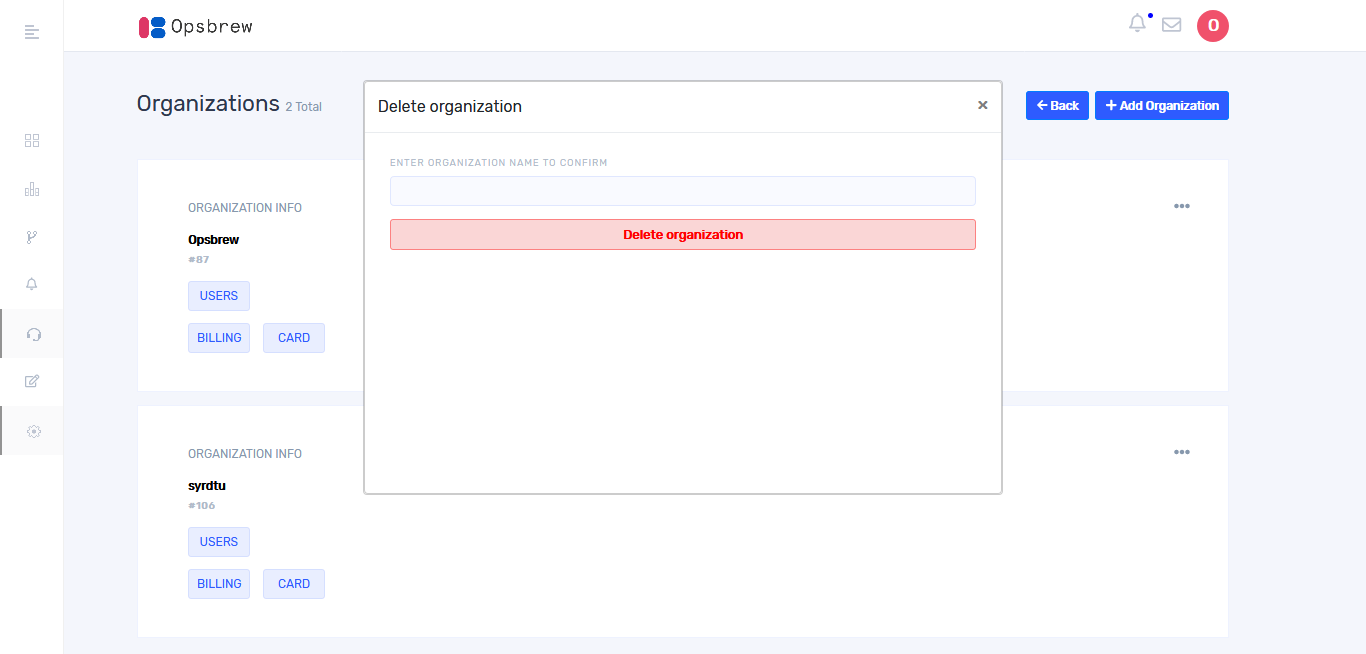 Opsbrew
O
Organizations 2 Total
Back
Add Organization
Delete organization
×
ENTER ORGANIZATION NAME TO CONFIRM
Delete organization
ORGANIZATION INFO
Opsbrew
#87
USERS
BILLING CARD
ORGANIZATION INFO
syrdtu
#106
USERS
BILLING CARD